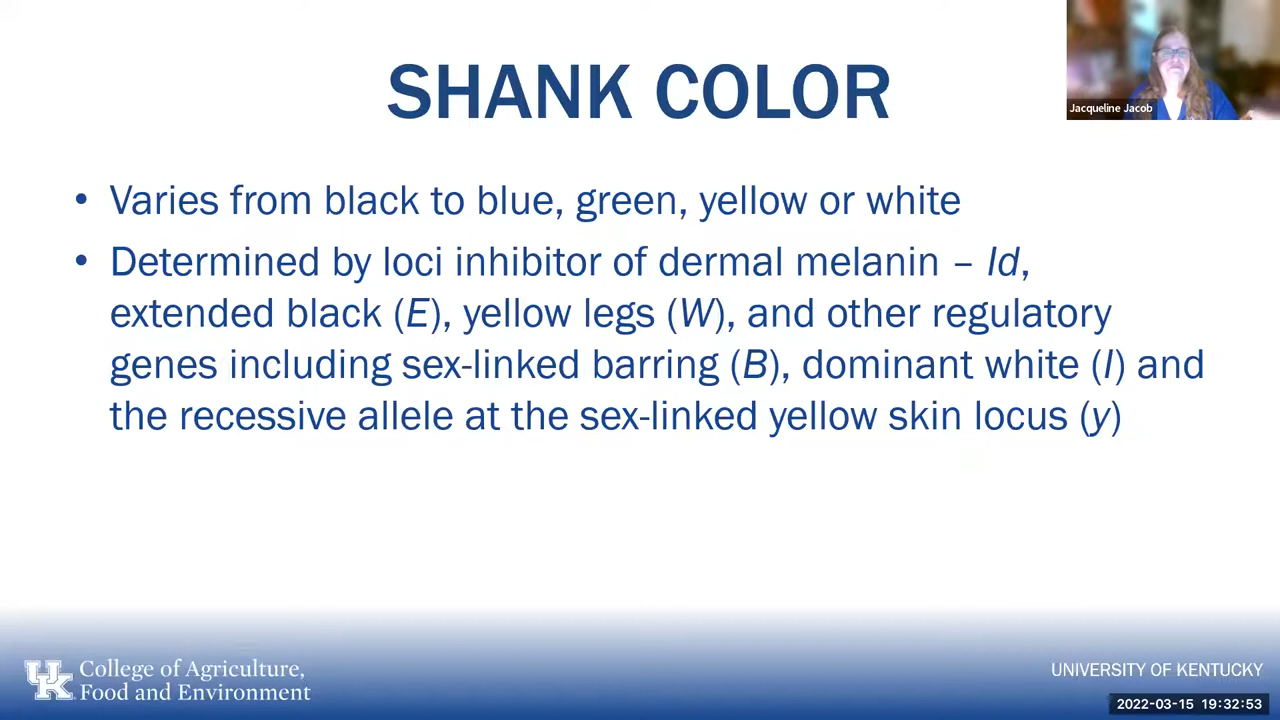 SHANK COLOR
Jacqueline Jacob
• Varies from black to blue, green, yellow or white
• Determined by loci inhibitor of dermal melanin – Id,
extended black (E), yellow legs (W), and other regulatory
genes including sex-linked barring (B), dominant white (I) and
the recessive allele at the sex-linked yellow skin locus (y)
UK College of Agriculture,
Food and Environment
UNIVERSITY OF KENTUCKY
2022-03-15 19:32:53